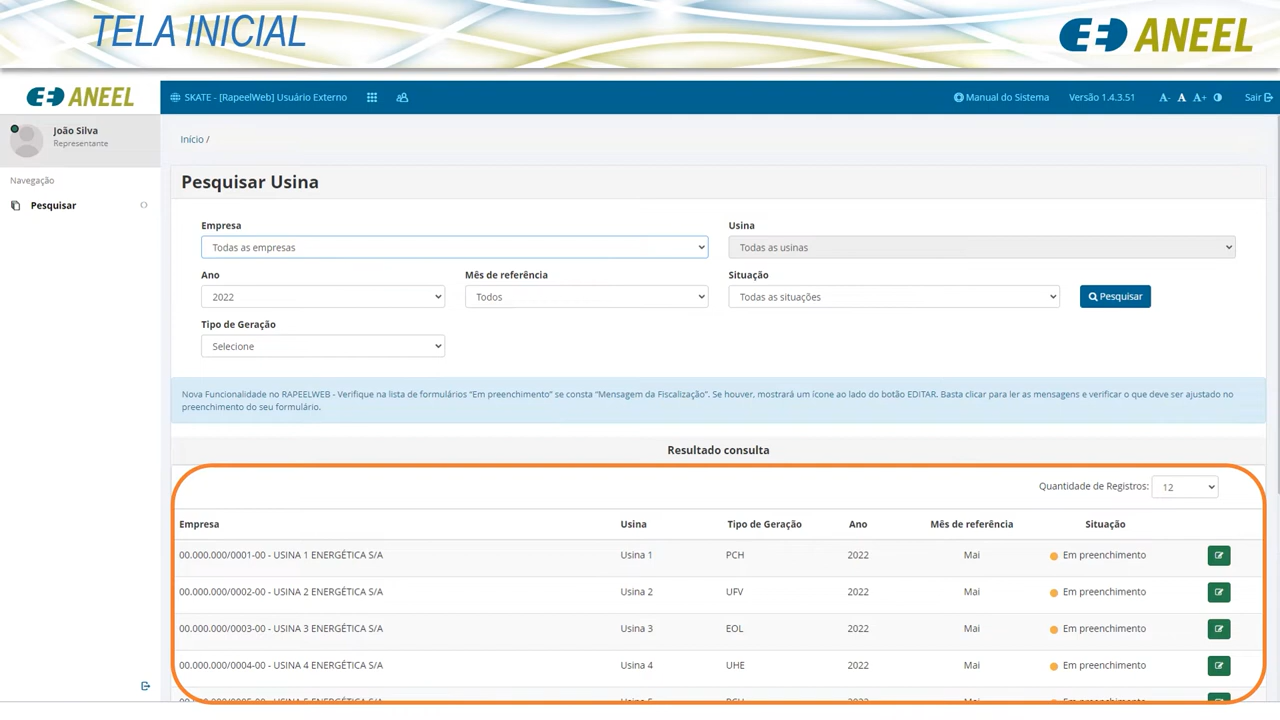 TELA INICIAL
ANEEL
ANEEL
SKATE - [RapeelWeb] Usuário Externo
Manual do Sistema
Versão 1.4.3.S1
A- A A+
Sair
João Silva
Representante
Navegação
Pesquisar
Início /
Pesquisar Usina
Empresa
Usina
Todas as empresas
Todas as usinas
Ano
Mês de referência
Situação
2022
Todos
Todas as situações
Pesquisar
Tipo de Geração
Selecione
Nova Funcionalidade no RAPEELWEB - Verifique na lista de formulários "Em preenchimento" se consta "Mensagem da Fiscalização". Se houver, mostrará um ícone ao lado do botão EDITAR. Basta clicar para ler as mensagens e verificar o que deve ser ajustado no
preenchimento do seu formulário.
Resultado consulta
Quantidade de Registros: 12
Empresa Usina Tipo de Geração Ano Mês de referência Situação
00.000.000/0001-00 - USINA 1 ENERGÉTICA S/A Usina 1 PCH 2022 Mai Em preenchimento
00.000.000/0002-00 - USINA 2 ENERGÉTICA S/A Usina 2 UFV 2022 Mai Em preenchimento
00.000.000/0003-00 - USINA 3 ENERGÉTICA S/A Usina 3 EOL 2022 Mai Em preenchimento
00.000.000/0004-00 - USINA 4 ENERGÉTICA S/A Usina 4 UHE 2022 Mai Em preenchimento